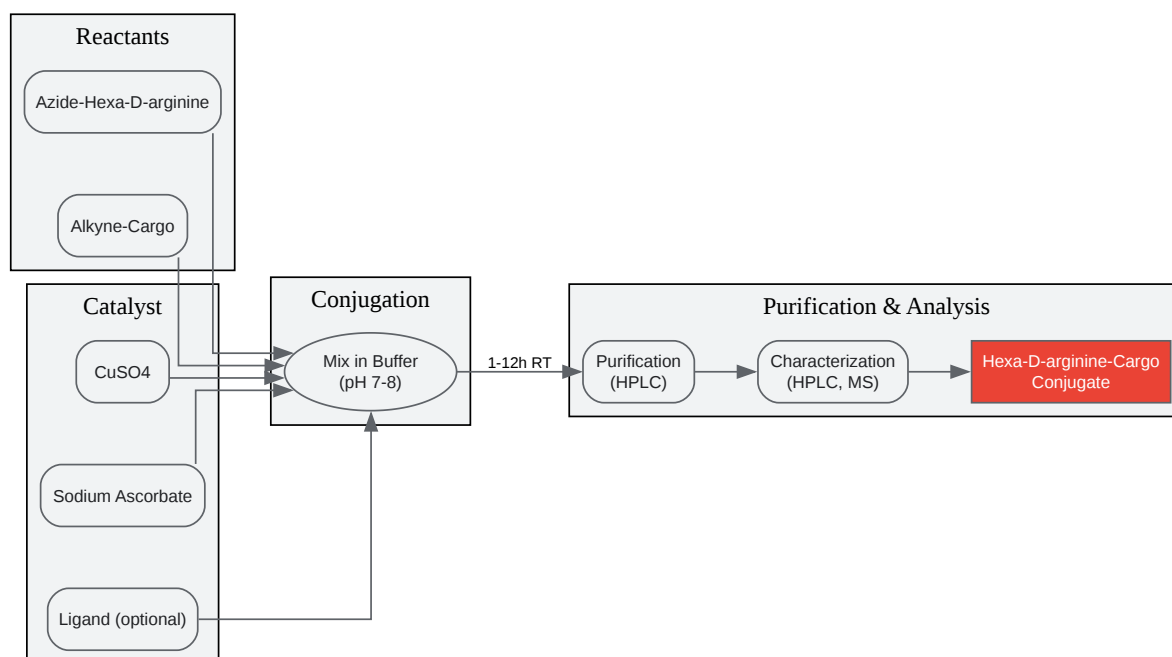 Reactants
Azide-Hexa-D-arginine
Alkyne-Cargo
Catalyst
CuSO4
Sodium Ascorbate
Ligand (optional)
Conjugation
Mix in Buffer
(pH 7-8)
1-12h RT
Purification & Analysis
Purification
(HPLC)
Characterization
(HPLC, MS)
Hexa-D-arginine-Cargo
Conjugate